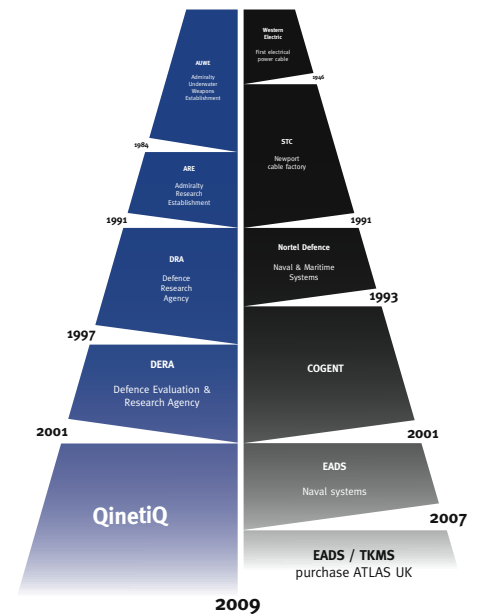 AUWE
Admiralty
Underwater
Weapons
Establishment
1984
ARE
Admiralty
Research
Establishment
1991
DRA
Defence
Research
Agency
1997
DERA
Defence Evaluation &
Research Agency
2001
QinetiQ
Western
Electric
First electrical
power cable
1946
STC
Newport
cable factory
1991
Nortel Defence
Naval & Maritime
Systems
1993
COGENT
2001
EADS
Naval systems
2007
EADS / TKMS
purchase ATLAS UK
2009